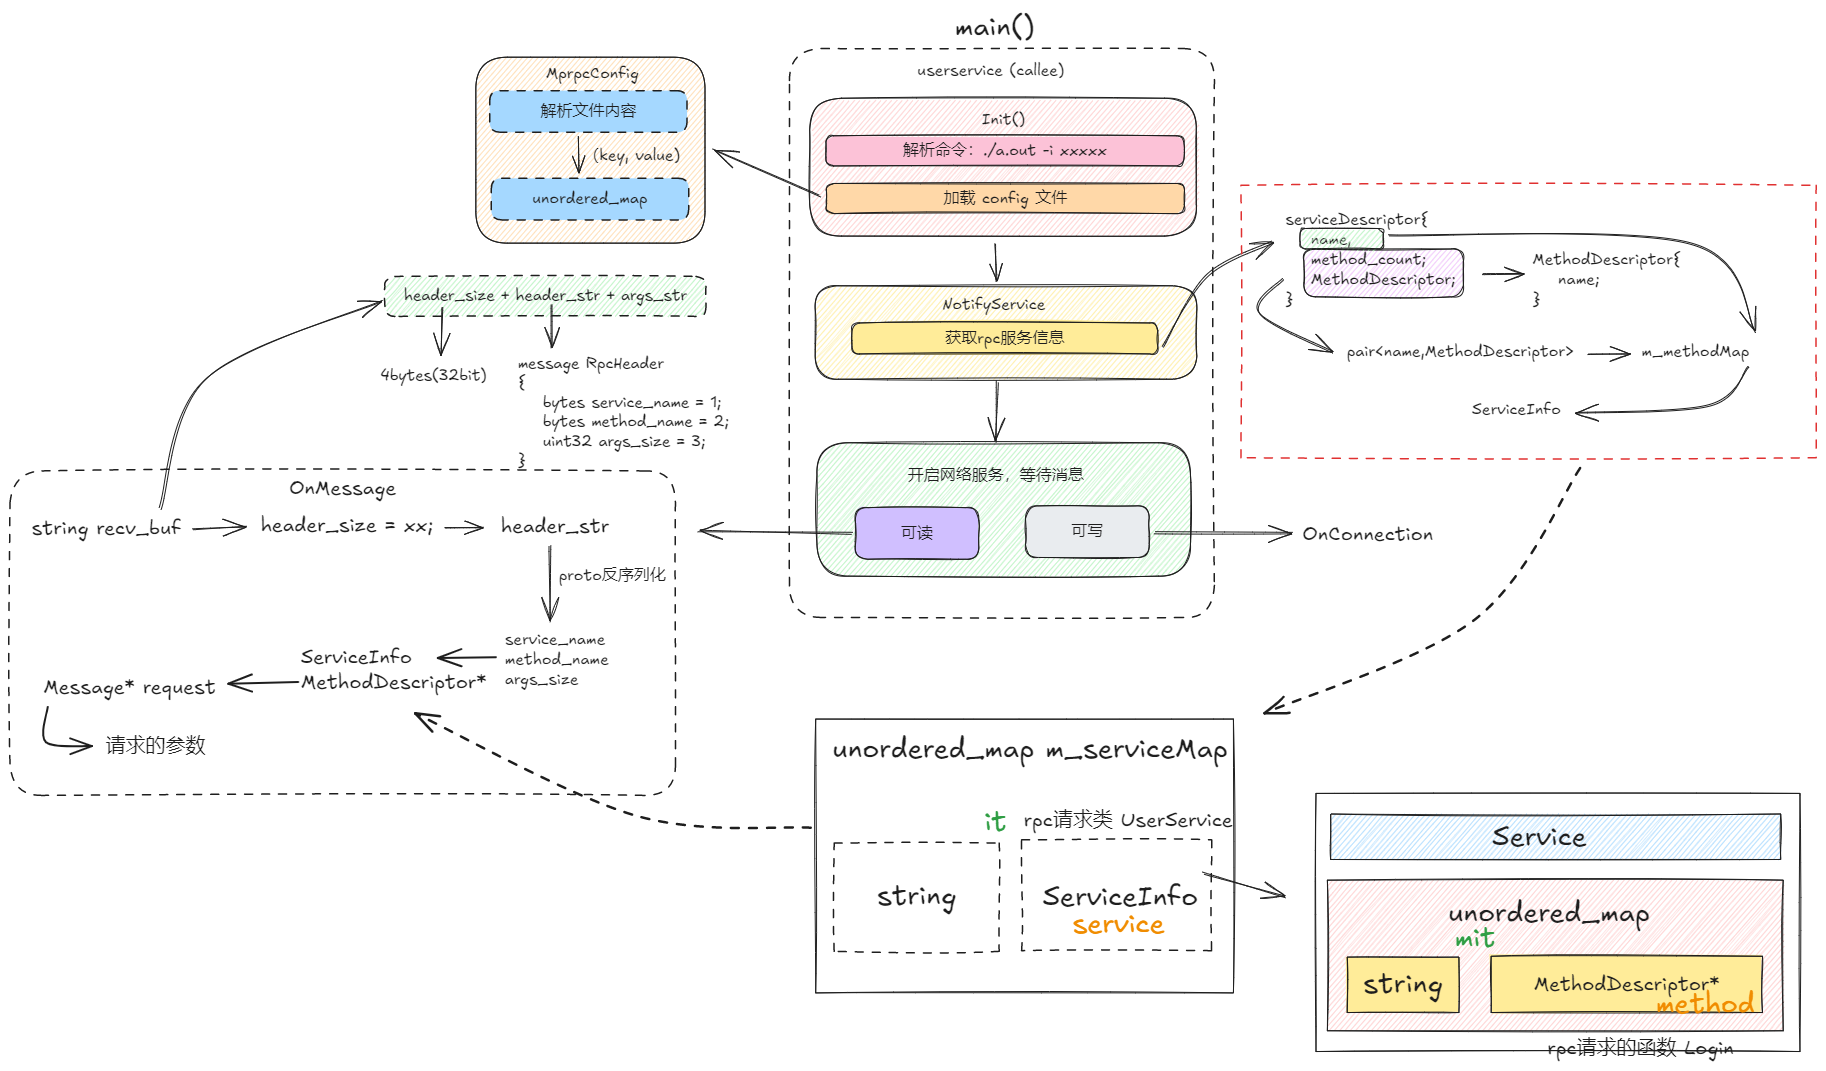 main()
userservice (callee)
Init()
解析命令：./a.out -i xxxxx
加载 config 文件
NotifyService
获取rpc服务信息
开启网络服务，等待消息
可读
可写
MprpcConfig
解析文件内容
(key, value)
unordered_map
header_size + header_str + args_str
4bytes(32bit)
message RpcHeader
{
bytes service_name = 1;
bytes method_name = 2;
uint32 args_size = 3;
}
OnMessage
string recv_buf
header_size = xx;
header_str
proto反序列化
service_name
method_name
args_size
ServiceInfo
MethodDescriptor*
Message* request
请求的参数
serviceDescriptor{
name,
method_count;
MethodDescriptor;
}
MethodDescriptor{
name;
}
pair<name,MethodDescriptor>
m_methodMap
ServiceInfo
OnConnection
unordered_map m_serviceMap
it
rpc请求类 UserService
string
ServiceInfo
service
Service
unordered_map
mit
string
MethodDescriptor*
method
rpc请求的函数 Login